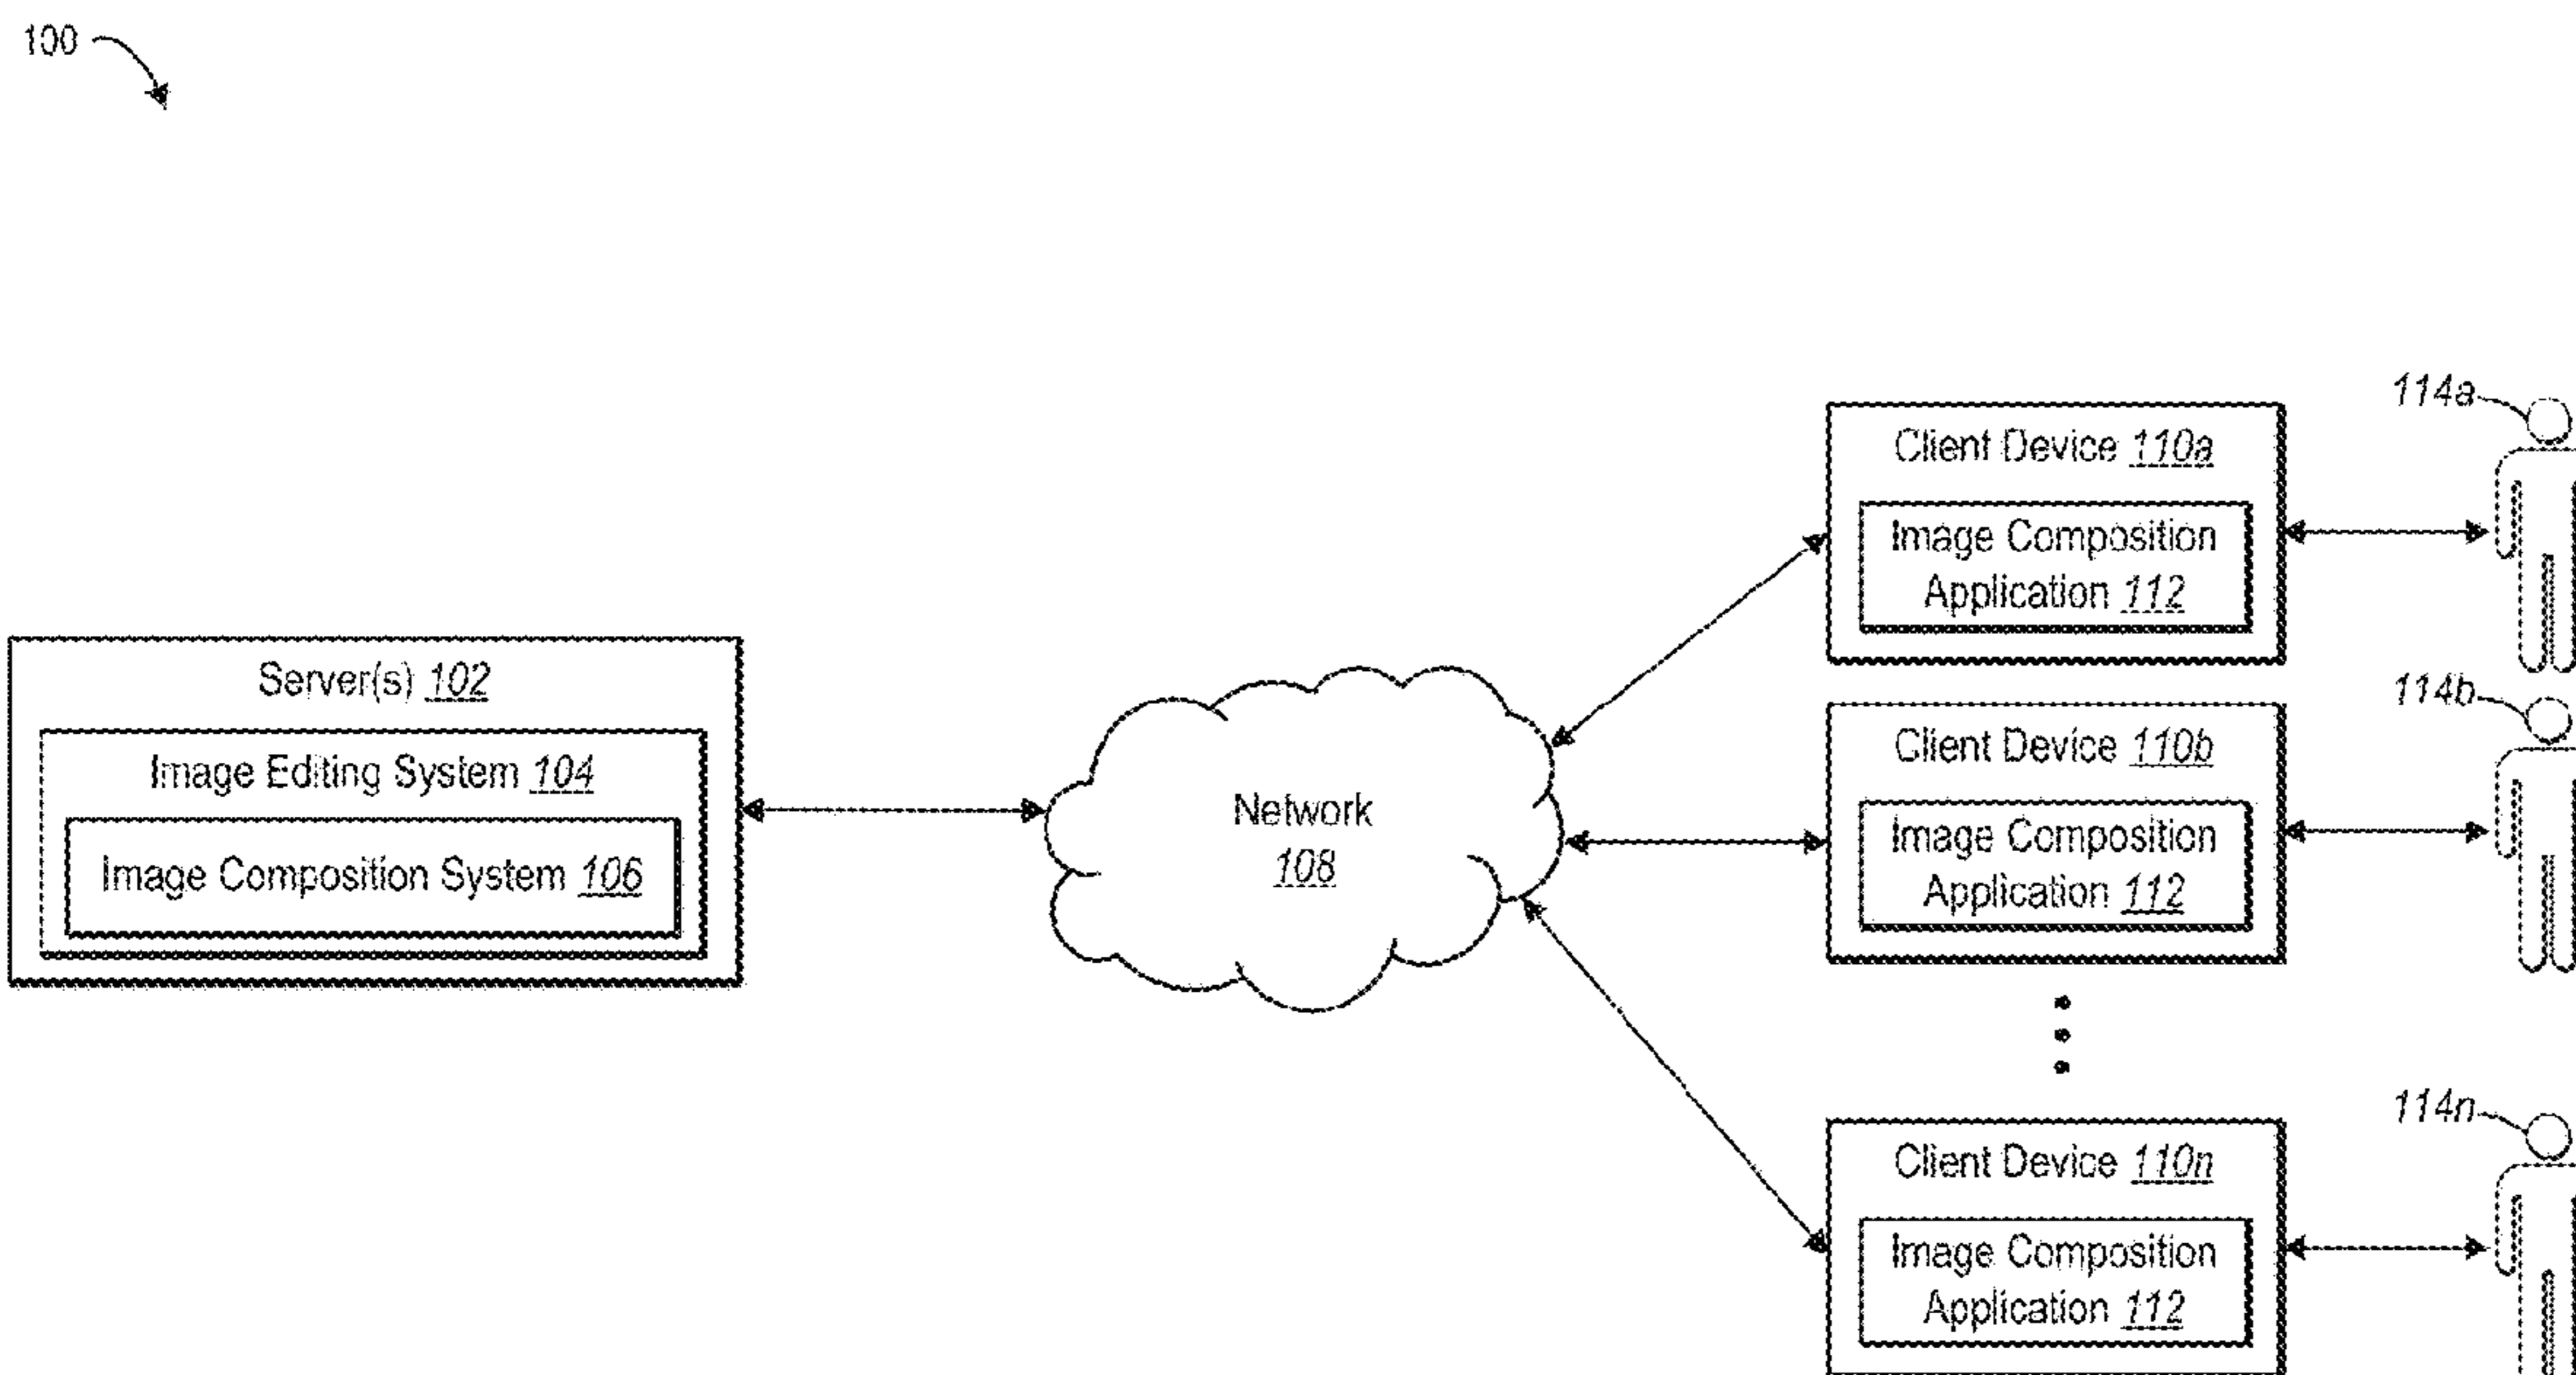 100
Server(s) 102
Image Editing System 104
Image Composition System 106
Network
108
Client Device 110a
Image Composition
Application 112
114a
Client Device 110b
Image Composition
Application 112
114b
Client Device 110n
Image Composition
Application 112
114n